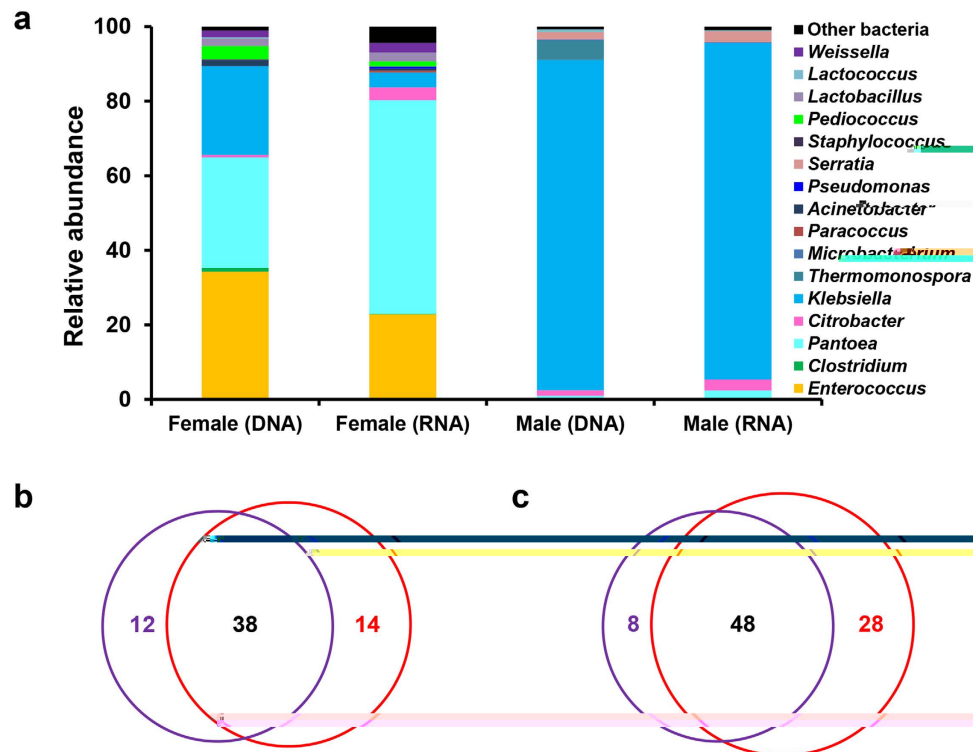 a
Relative abundance
100
80
60
40
20
0
Female (DNA)
Female (RNA)
Male (DNA)
Male (RNA)
Other bacteria
Weissella
Lactococcus
Lactobacillus
Pediococcus
Staphylococcus
Serratia
Pseudomonas
Acinetobacter
Paracoccus
Microbacterium
Thermomonospora
Klebsiella
Citrobacter
Pantoea
Clostridium
Enterococcus
b
12
38
14
c
8
48
28